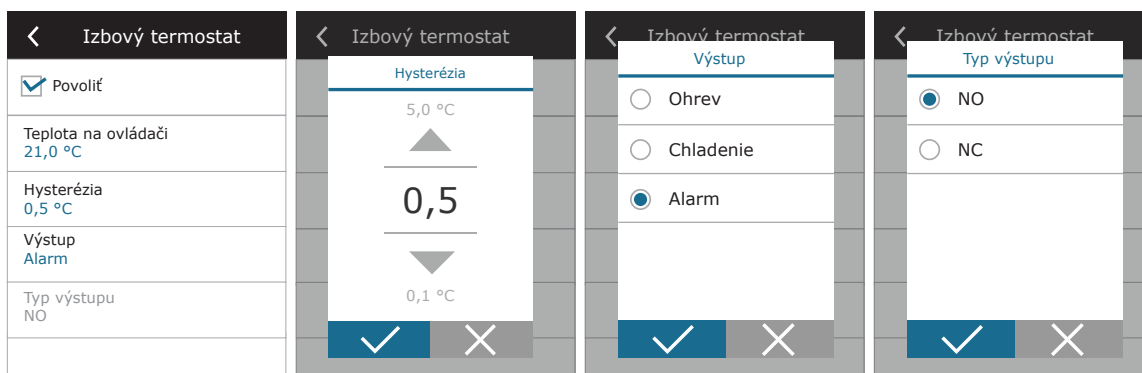 Izbový termostat
Povoliť
Teplota na ovládači
21,0 °C
Hysterézia
0,5 °C
Výstup
Alarm
Typ výstupu
NO
Izbový termostat
Hysterézia
5,0 °C
0,5
0,1 °C
Izbový termostat
Výstup
Ohrev
Chladenie
Alarm
Izbový termostat
Typ výstupu
NO
NC